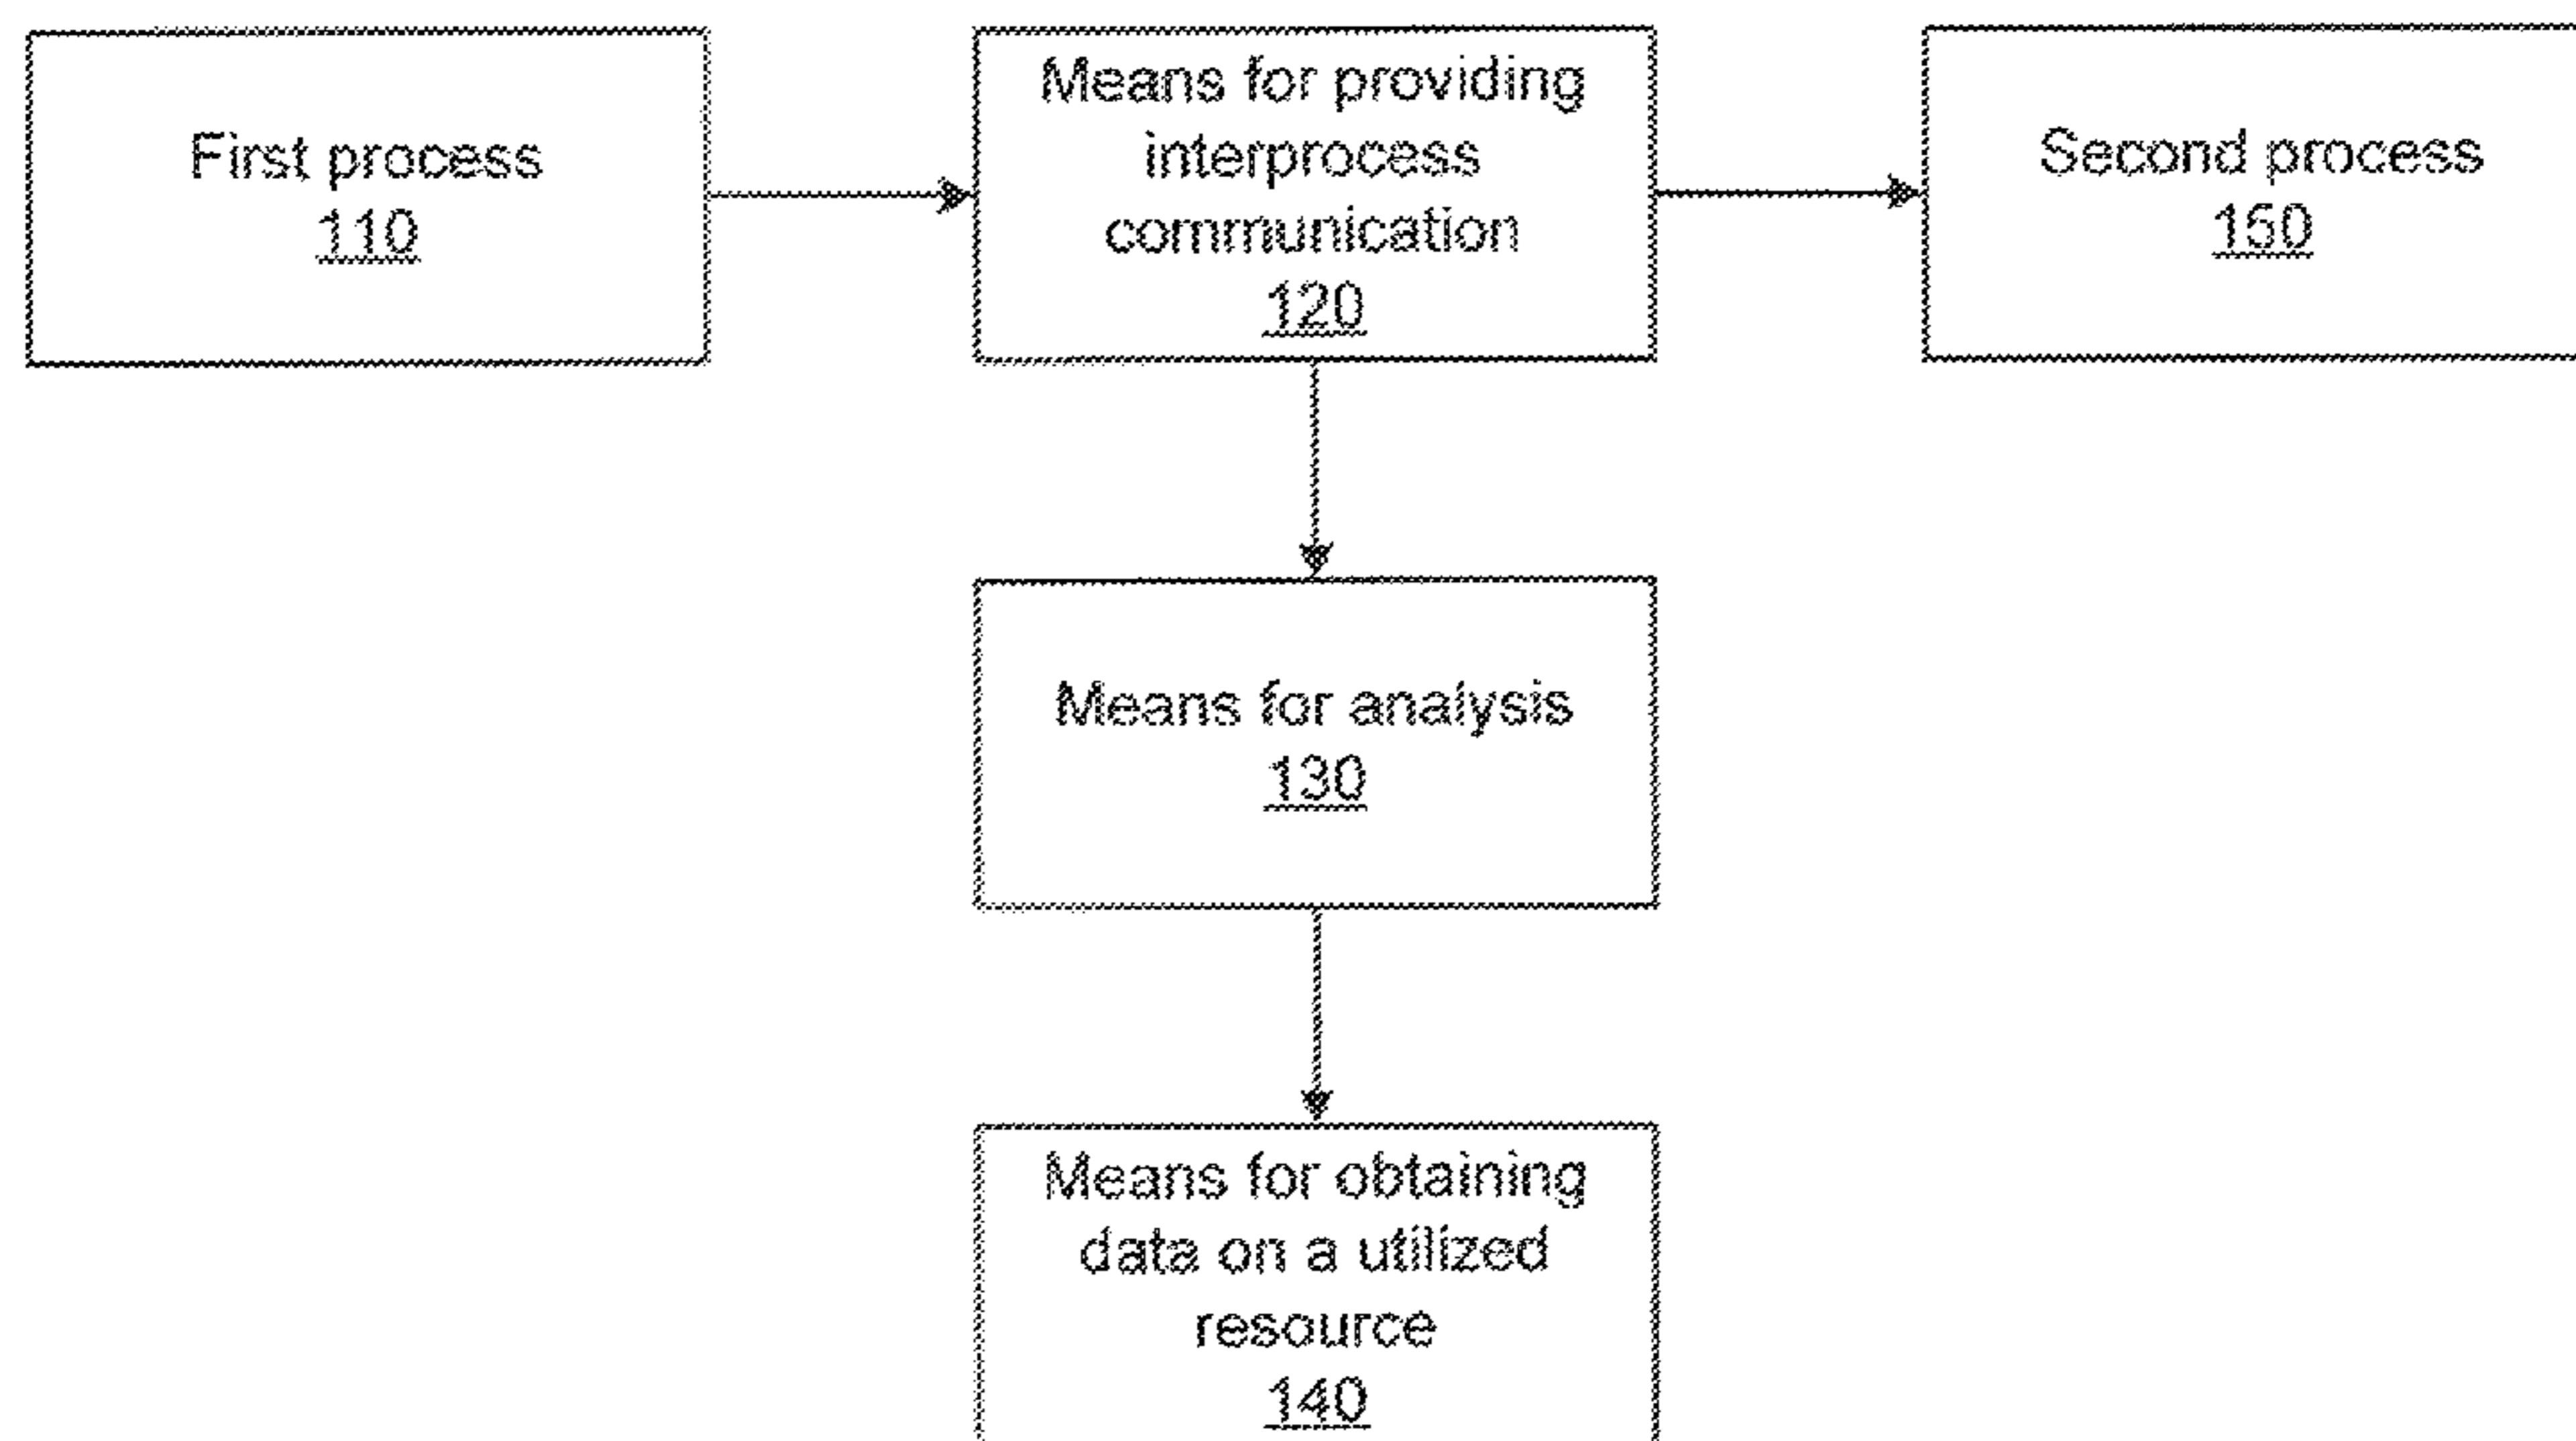 First process
110
Means for providing
interprocess
communication
120
Second process
150
Means for analysis
130
Means for obtaining
data on a utilized
resource
140